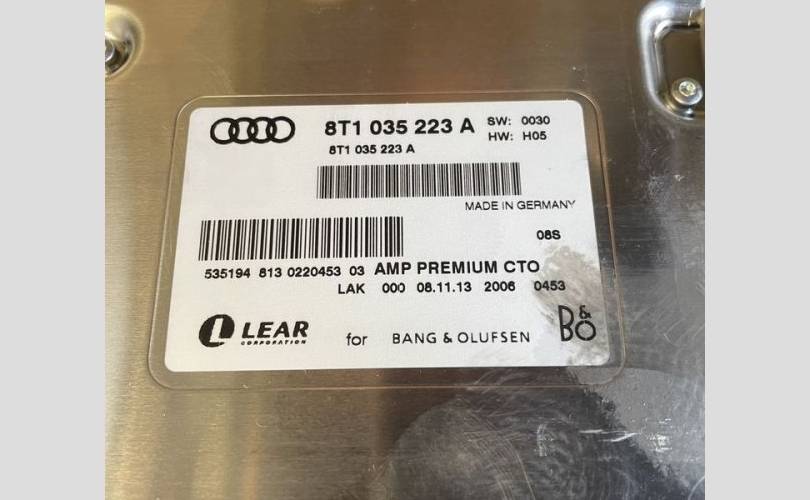 8T1 035 223 A SW: 0030
8T1 035 223 A HW: H05
MADE IN GERMANY
08S
535194 813 0220453 03 AMP PREMIUM CTO
LAK 000 08.11.13 2006 0453
LEAR
CORPORATION
for BANG & OLUFSEN B&O